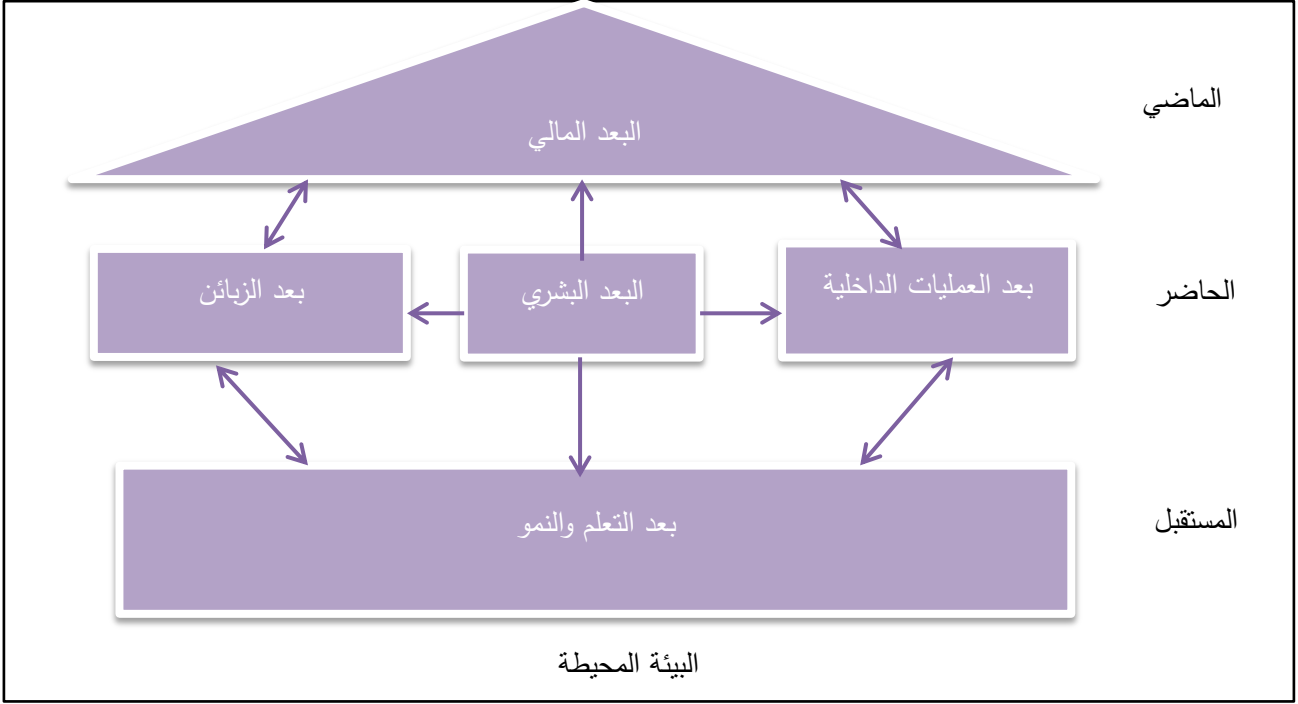 الماضي
البعد المالي
الحاضر
بعد العمليات الداخلية
البعد البشري
بعد الزبائن
المستقبل
بعد التعلم والنمو
البيئة المحيطة